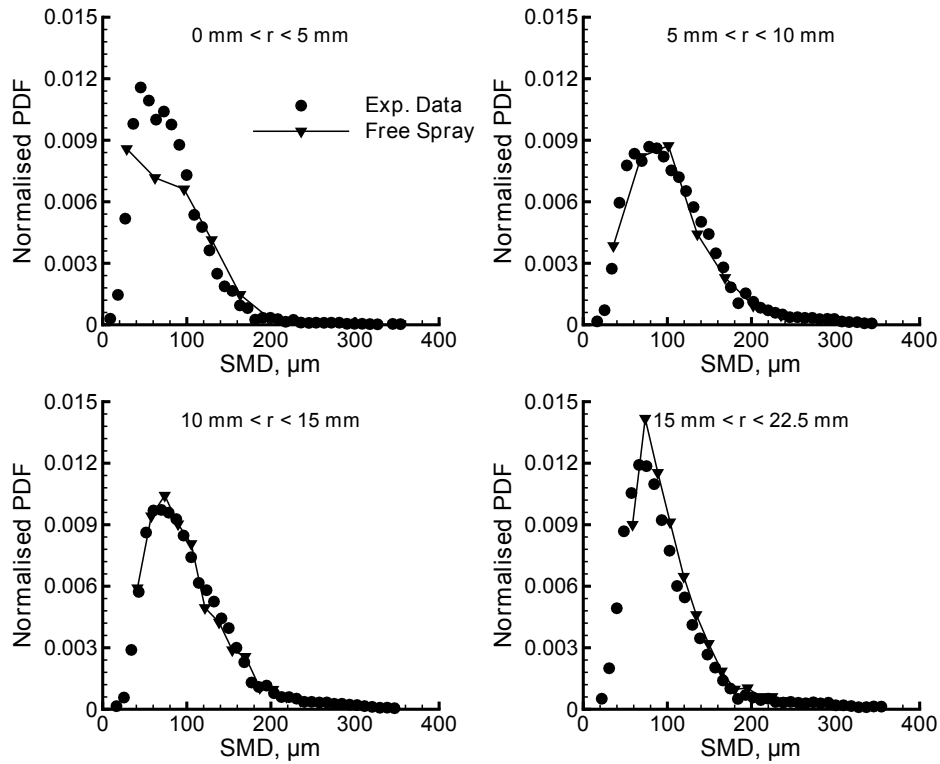 0 mm < r < 5 mm
Normalised PDF
0.015
0.012
0.009
0.006
0.003
0
Exp. Data
Free Spray
0 100 200 300 400
SMD, µm
5 mm < r < 10 mm
Normalised PDF
0.015
0.012
0.009
0.006
0.003
0
0 100 200 300 400
SMD, µm
10 mm < r < 15 mm
Normalised PDF
0.015
0.012
0.009
0.006
0.003
0
0 100 200 300 400
SMD, µm
15 mm < r < 22.5 mm
Normalised PDF
0.015
0.012
0.009
0.006
0.003
0
0 100 200 300 400
SMD, µm